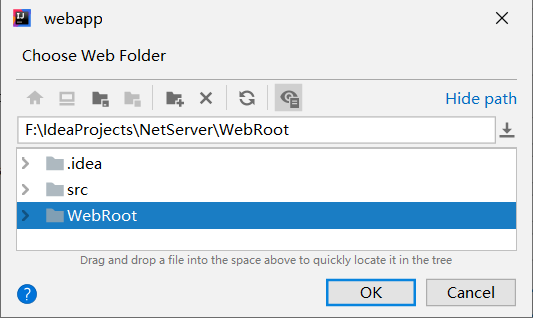 webapp
Choose Web Folder
Hide path
F:\IdeaProjects\NetServer\WebRoot
.idea
src
WebRoot
Drag and drop a file into the space above to quickly locate it in the tree
? OK Cancel